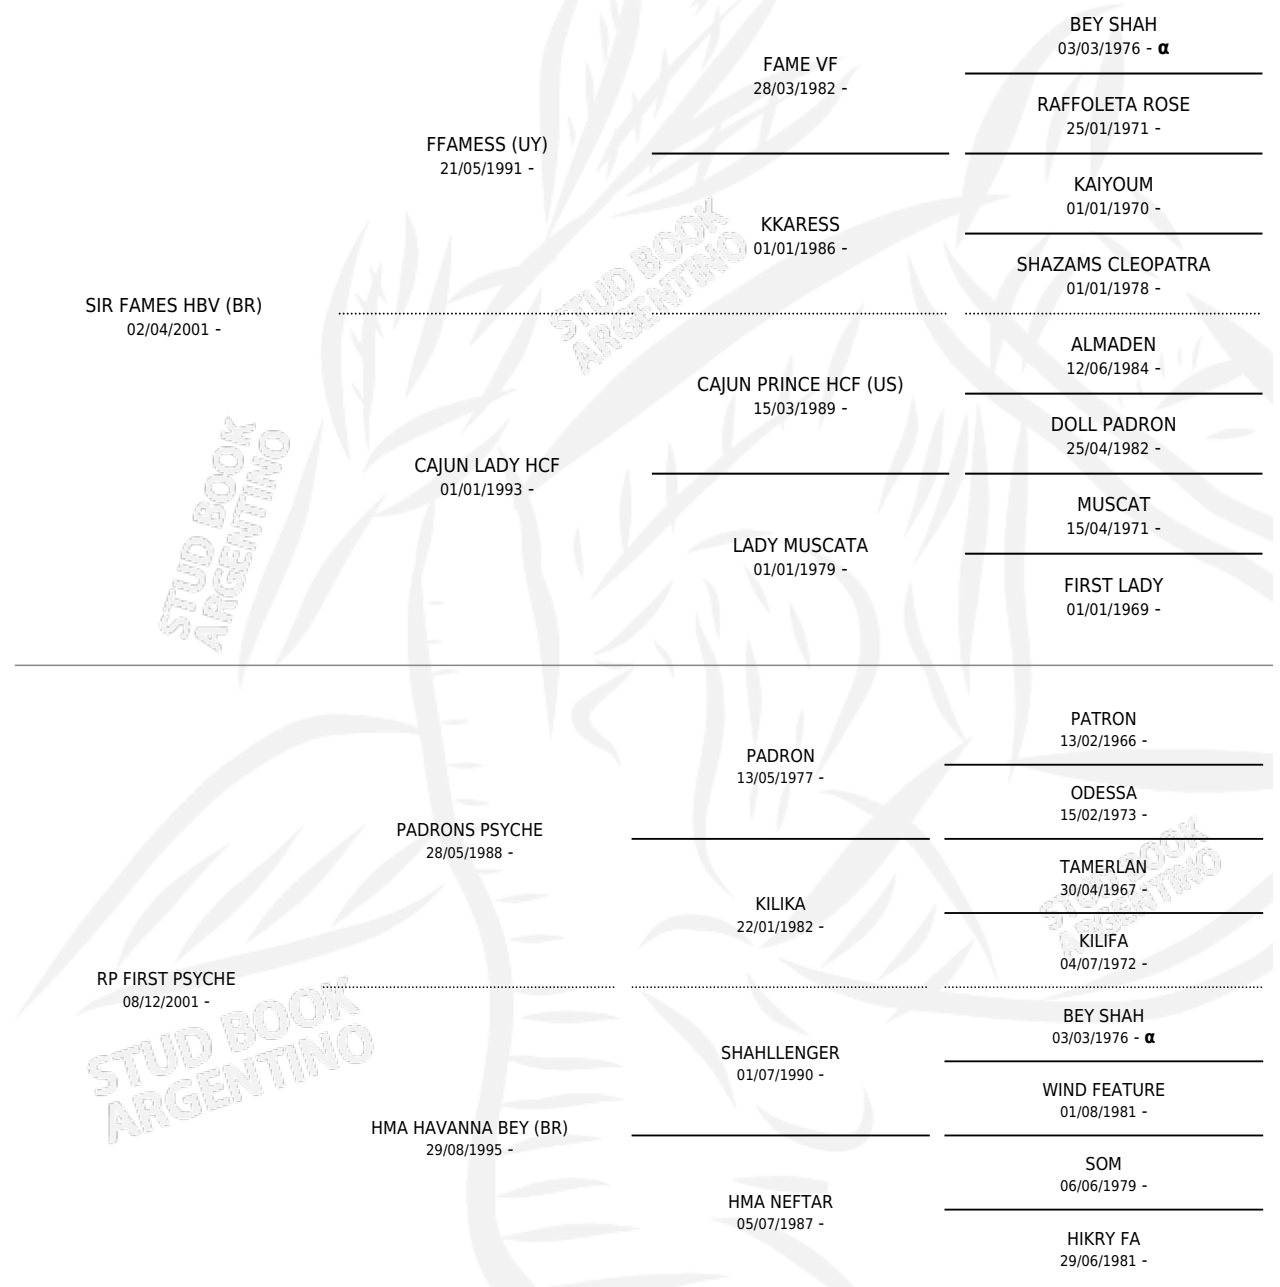 BEY SHAH
03/03/1976 - α
FAME VF
28/03/1982 -
RAFFOLETA ROSE
25/01/1971 -
FFAMESS (UY)
21/05/1991 -
KAIYOUM
01/01/1970 -
KKARESS
01/01/1986 -
SHAZAMS CLEOPATRA
01/01/1978 -
STUD BOOK
ARGENTINO
SIR FAMES HBV (BR)
02/04/2001 -
ALMADEN
12/06/1984 -
CAJUN PRINCE HCF (US)
15/03/1989 -
DOLL PADRON
25/04/1982 -
CAJUN LADY HCF
01/01/1993 -
MUSCAT
15/04/1971 -
LADY MUSCATA
01/01/1979 -
FIRST LADY
01/01/1969 -
STUD BOOK
ARGENTINO
PATRON
13/02/1966 -
PADRON
13/05/1977 -
ODESSA
15/02/1973 -
PADRONS PSYCHE
28/05/1988 -
TAMERLAN
30/04/1967 -
KILIKA
22/01/1982 -
KILIFA
04/07/1972 -
STUD BOOK
ARGENTINO
RP FIRST PSYCHE
08/12/2001 -
BEY SHAH
03/03/1976 - α
SHAHLLENGER
01/07/1990 -
WIND FEATURE
01/08/1981 -
STUD BOOK
ARGENTINO
HMA HAVANNA BEY (BR)
29/08/1995 -
SOM
06/06/1979 -
HMA NEFTAR
05/07/1987 -
HIKRY FA
29/06/1981 -